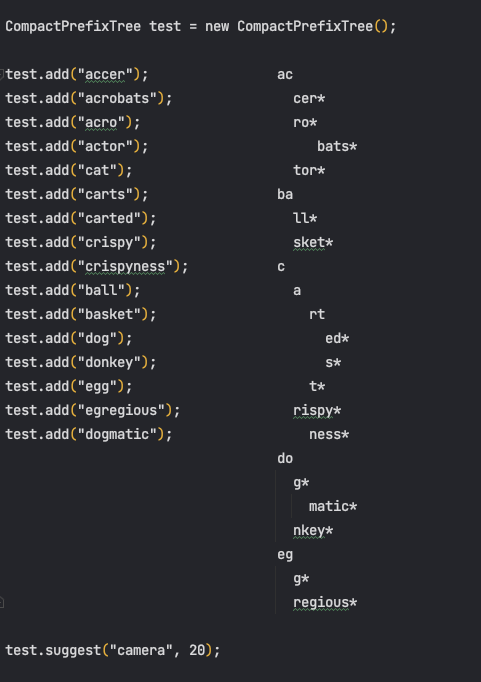 CompactPrefixTree test = new CompactPrefixTree();
test.add("accer"); ac
test.add("acrobats"); cer*
test.add("acro"); ro*
test.add("actor"); bats*
test.add("cat"); tor*
test.add("carts"); ba
test.add("carted"); ll*
test.add("crispy"); sket*
test.add("crispyness"); c
test.add("ball"); a
test.add("basket"); rt
test.add("dog"); ed*
test.add("donkey"); s*
test.add("egg"); t*
test.add("egregious"); rispy*
test.add("dogmatic"); ness*
do
g*
matic*
nkey*
eg
g*
regious*
test.suggest("camera", 20);